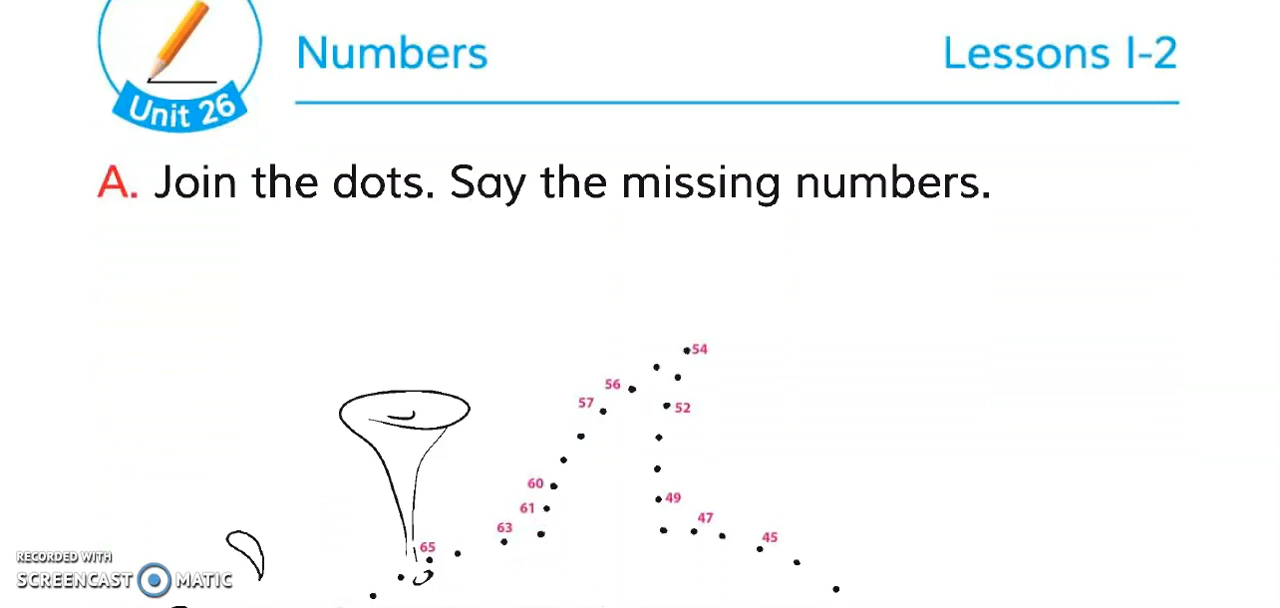 Numbers
Lessons 1-2
Unit 26
A. Join the dots. Say the missing numbers.
54
56
57
52
60
49
61
47
63
45
65
RECORDED WITH
SCREENCAST MATIC